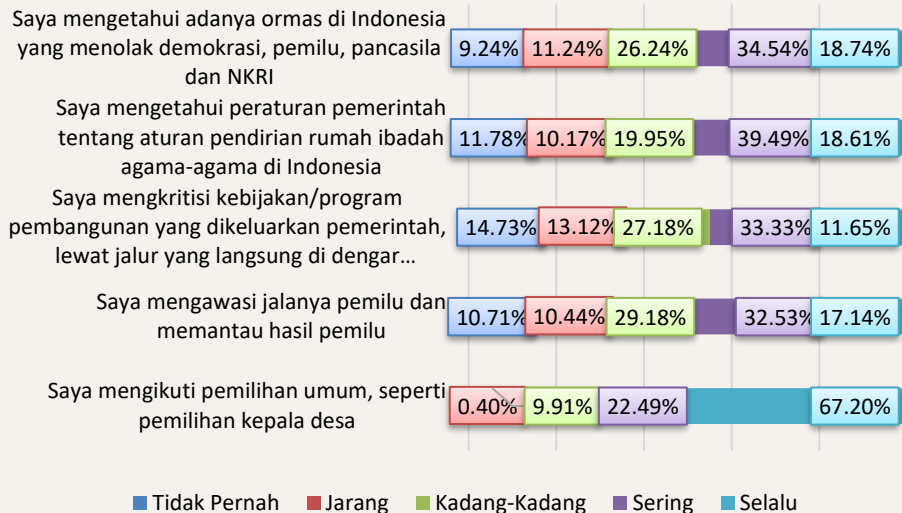 Saya mengetahui adanya ormas di Indonesia
yang menolak demokrasi, pemilu, pancasila
dan NKRI
9.24% 11.24% 26.24% 34.54% 18.74%
Saya mengetahui peraturan pemerintah
tentang aturan pendirian rumah ibadah
agama-agama di Indonesia
11.78% 10.17% 19.95% 39.49% 18.61%
Saya mengkritisi kebijakan/program
pembangunan yang dikeluarkan pemerintah,
lewat jalur yang langsung di dengar...
14.73% 13.12% 27.18% 33.33% 11.65%
Saya mengawasi jalanya pemilu dan
memantau hasil pemilu
10.71% 10.44% 29.18% 32.53% 17.14%
Saya mengikuti pemilihan umum, seperti
pemilihan kepala desa
0.40% 9.91% 22.49% 67.20%
Tidak Pernah Jarang Kadang-Kadang Sering Selalu